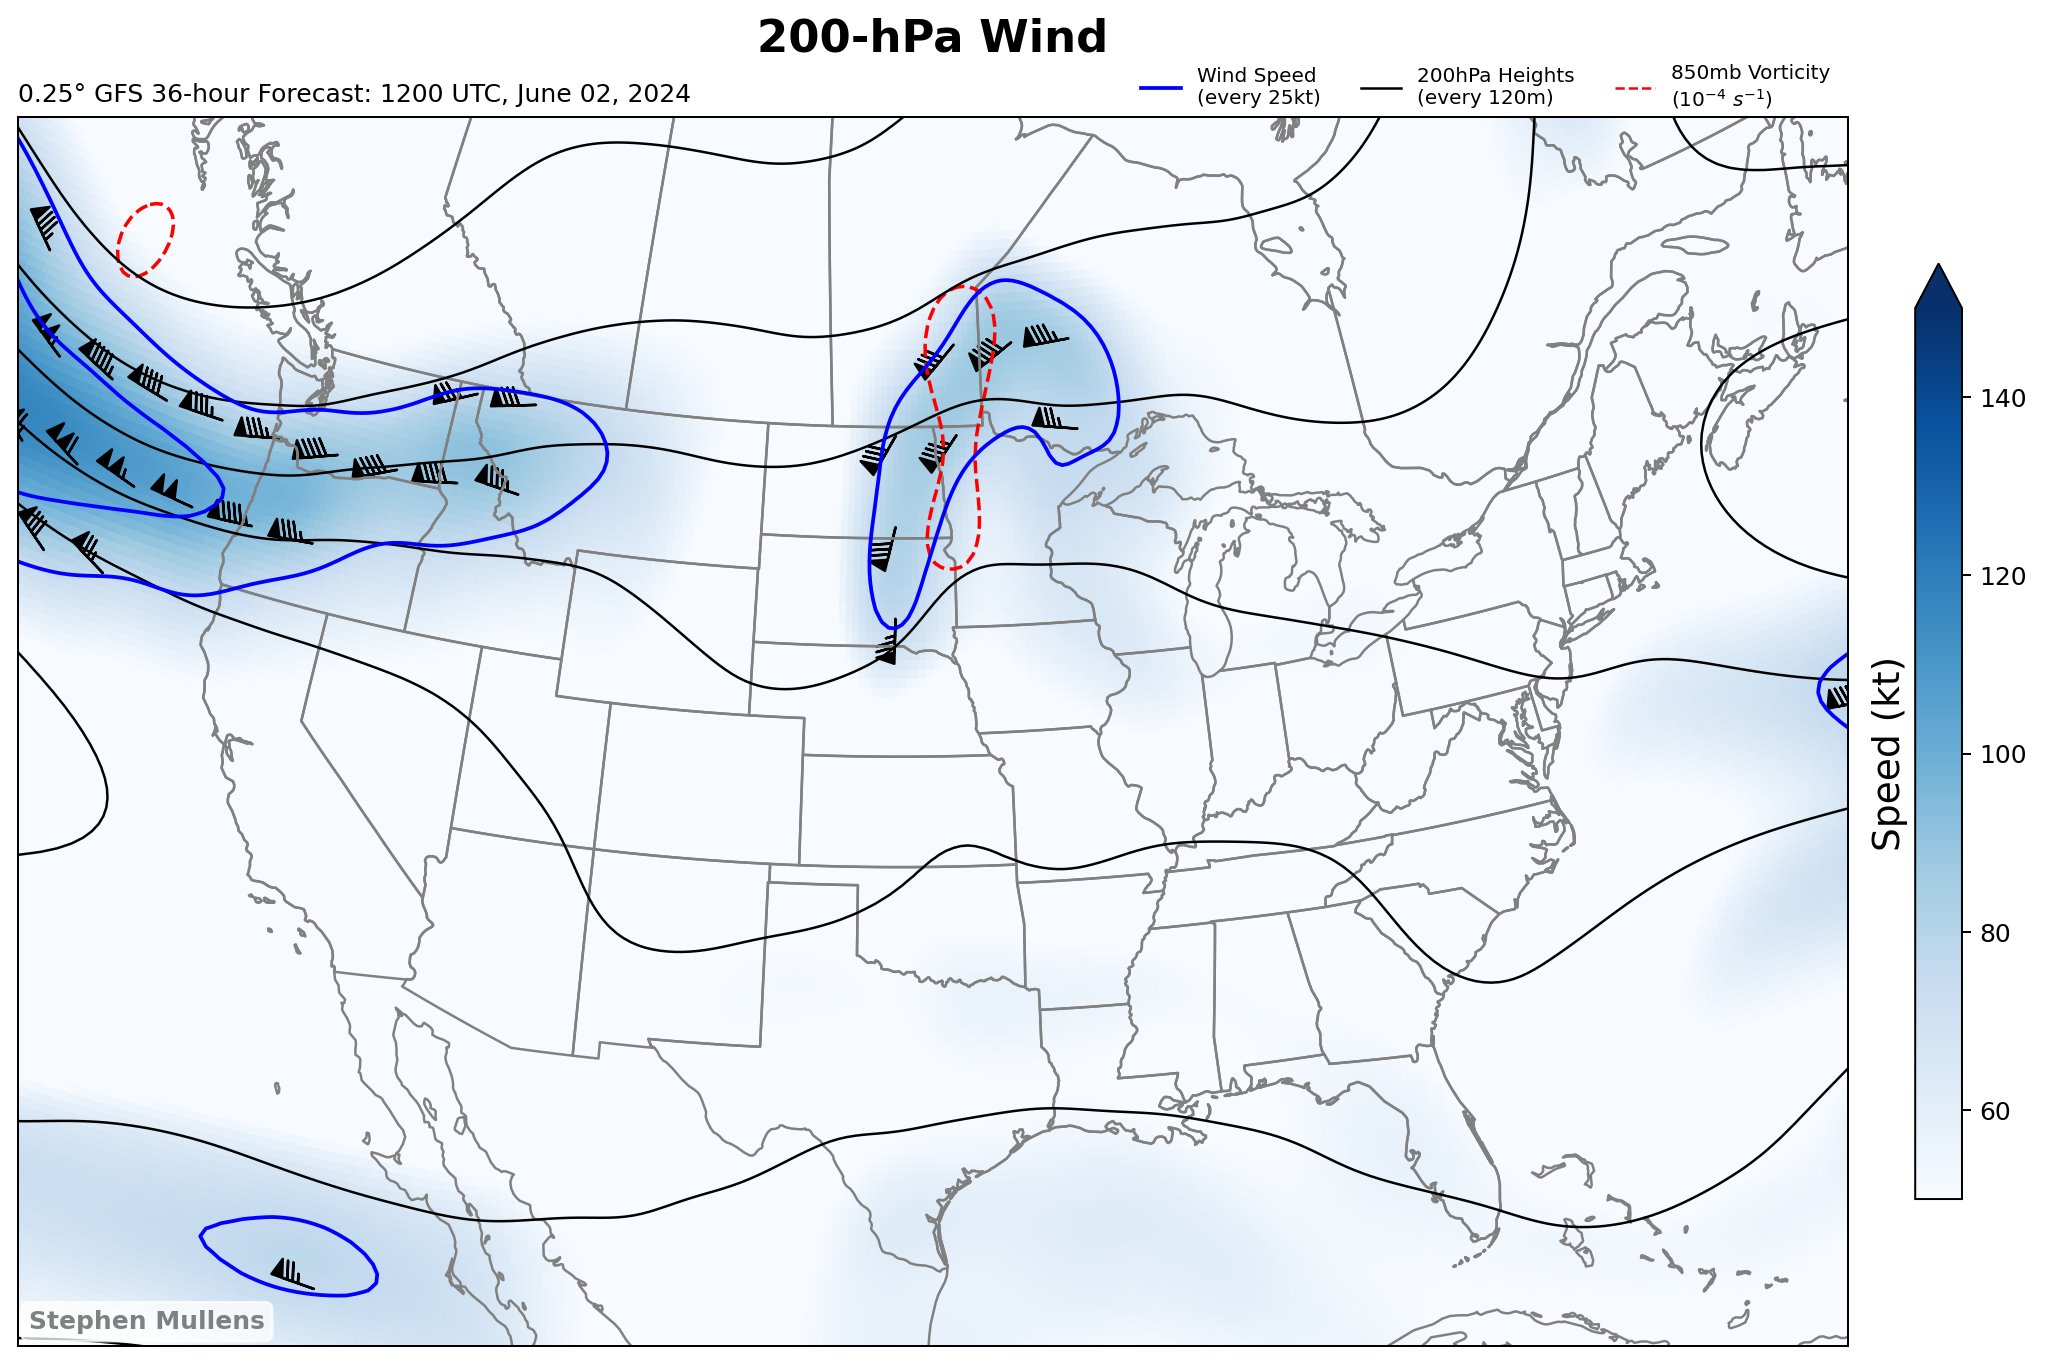 200-hPa Wind
0.25° GFS 36-hour Forecast: 1200 UTC, June 02, 2024
Wind Speed
(every 25kt)
200hPa Heights
(every 120m)
850mb Vorticity
(10⁻⁴ s⁻¹)
140
120
100
80
60
Speed (kt)
Stephen Mullens